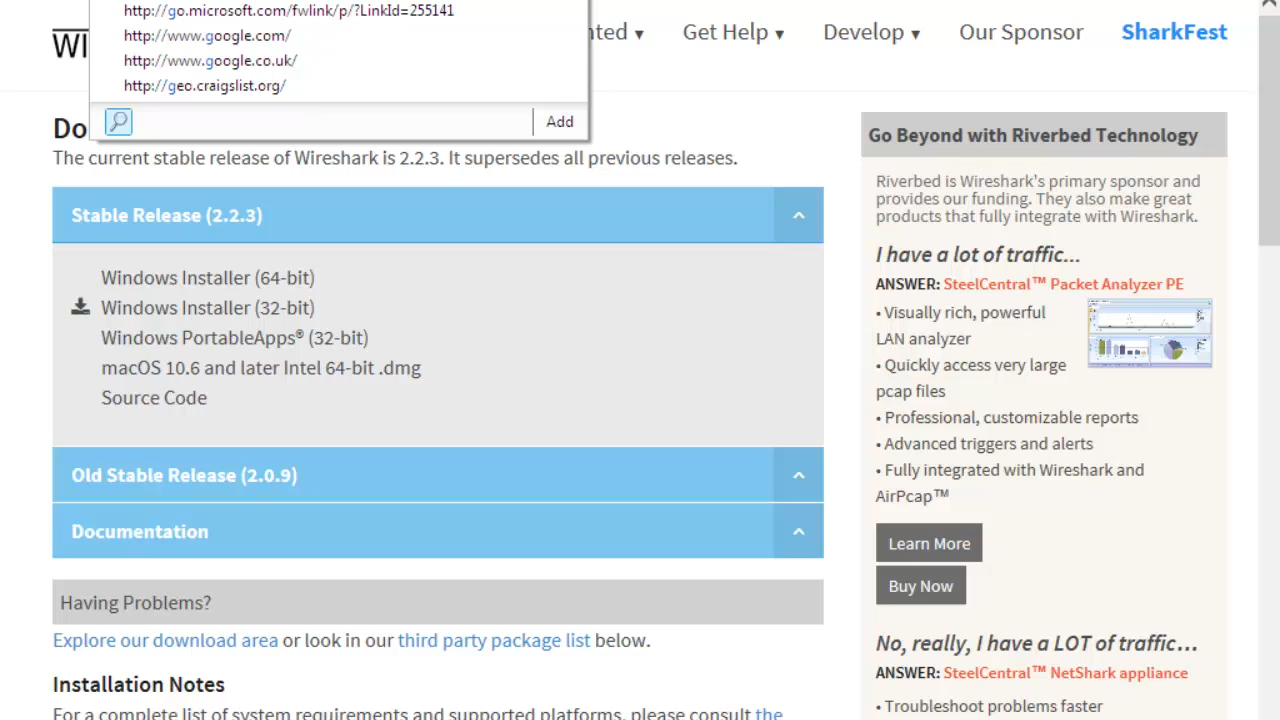 http://go.microsoft.com/fwlink/p/?LinkId=255141
http://www.google.com/
http://www.google.co.uk/
http://geo.craigslist.org/
Add
Get Help ▾
Develop ▾
Our Sponsor
SharkFest
The current stable release of Wireshark is 2.2.3. It supersedes all previous releases.
Stable Release (2.2.3)
Windows Installer (64-bit)
Windows Installer (32-bit)
Windows PortableApps® (32-bit)
macOS 10.6 and later Intel 64-bit .dmg
Source Code
Old Stable Release (2.0.9)
Documentation
Having Problems?
Explore our download area or look in our third party package list below.
Installation Notes
For a complete list of system requirements and supported platforms, please consult the
Go Beyond with Riverbed Technology
Riverbed is Wireshark's primary sponsor and
provides our funding. They also make great
products that fully integrate with Wireshark.
I have a lot of traffic...
ANSWER: SteelCentral™ Packet Analyzer PE
• Visually rich, powerful
LAN analyzer
• Quickly access very large
pcap files
• Professional, customizable reports
• Advanced triggers and alerts
• Fully integrated with Wireshark and
AirPcap™
Learn More
Buy Now
No, really, I have a LOT of traffic...
ANSWER: SteelCentral™ NetShark appliance
• Troubleshoot problems faster